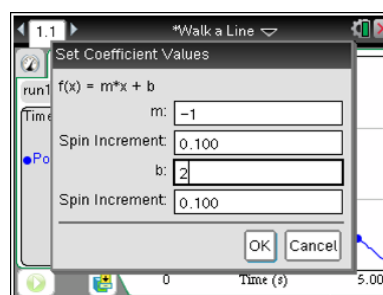 1.1 *Walk a Line
Set Coefficient Values
run1
f(x) = m*x + b
Time
m: -1
Spin Increment: 0.100
Po
b: 2
Spin Increment: 0.100
OK Cancel
0 Time (s) 5.00